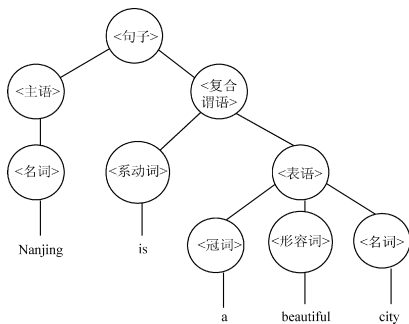 <句子>
<主语>
<复合
谓语>
<名词>
<系动词>
<表语>
Nanjing
is
<冠词>
<形容词>
<名词>
a
beautiful
city